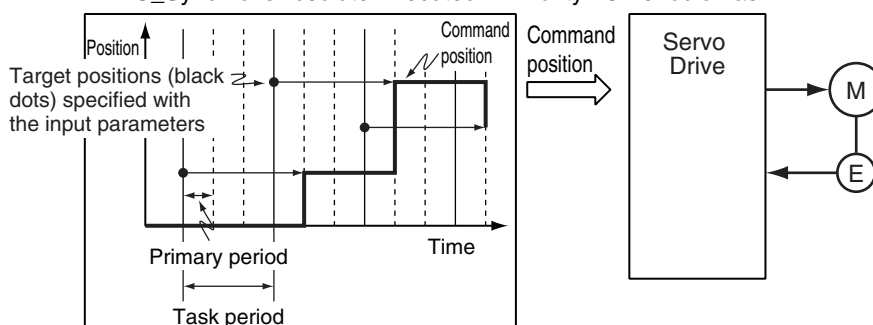 Position
Command
position
Target positions (black
dots) specified with
the input parameters
Time
Primary period
Task period
Command
position
Servo
Drive
M
E